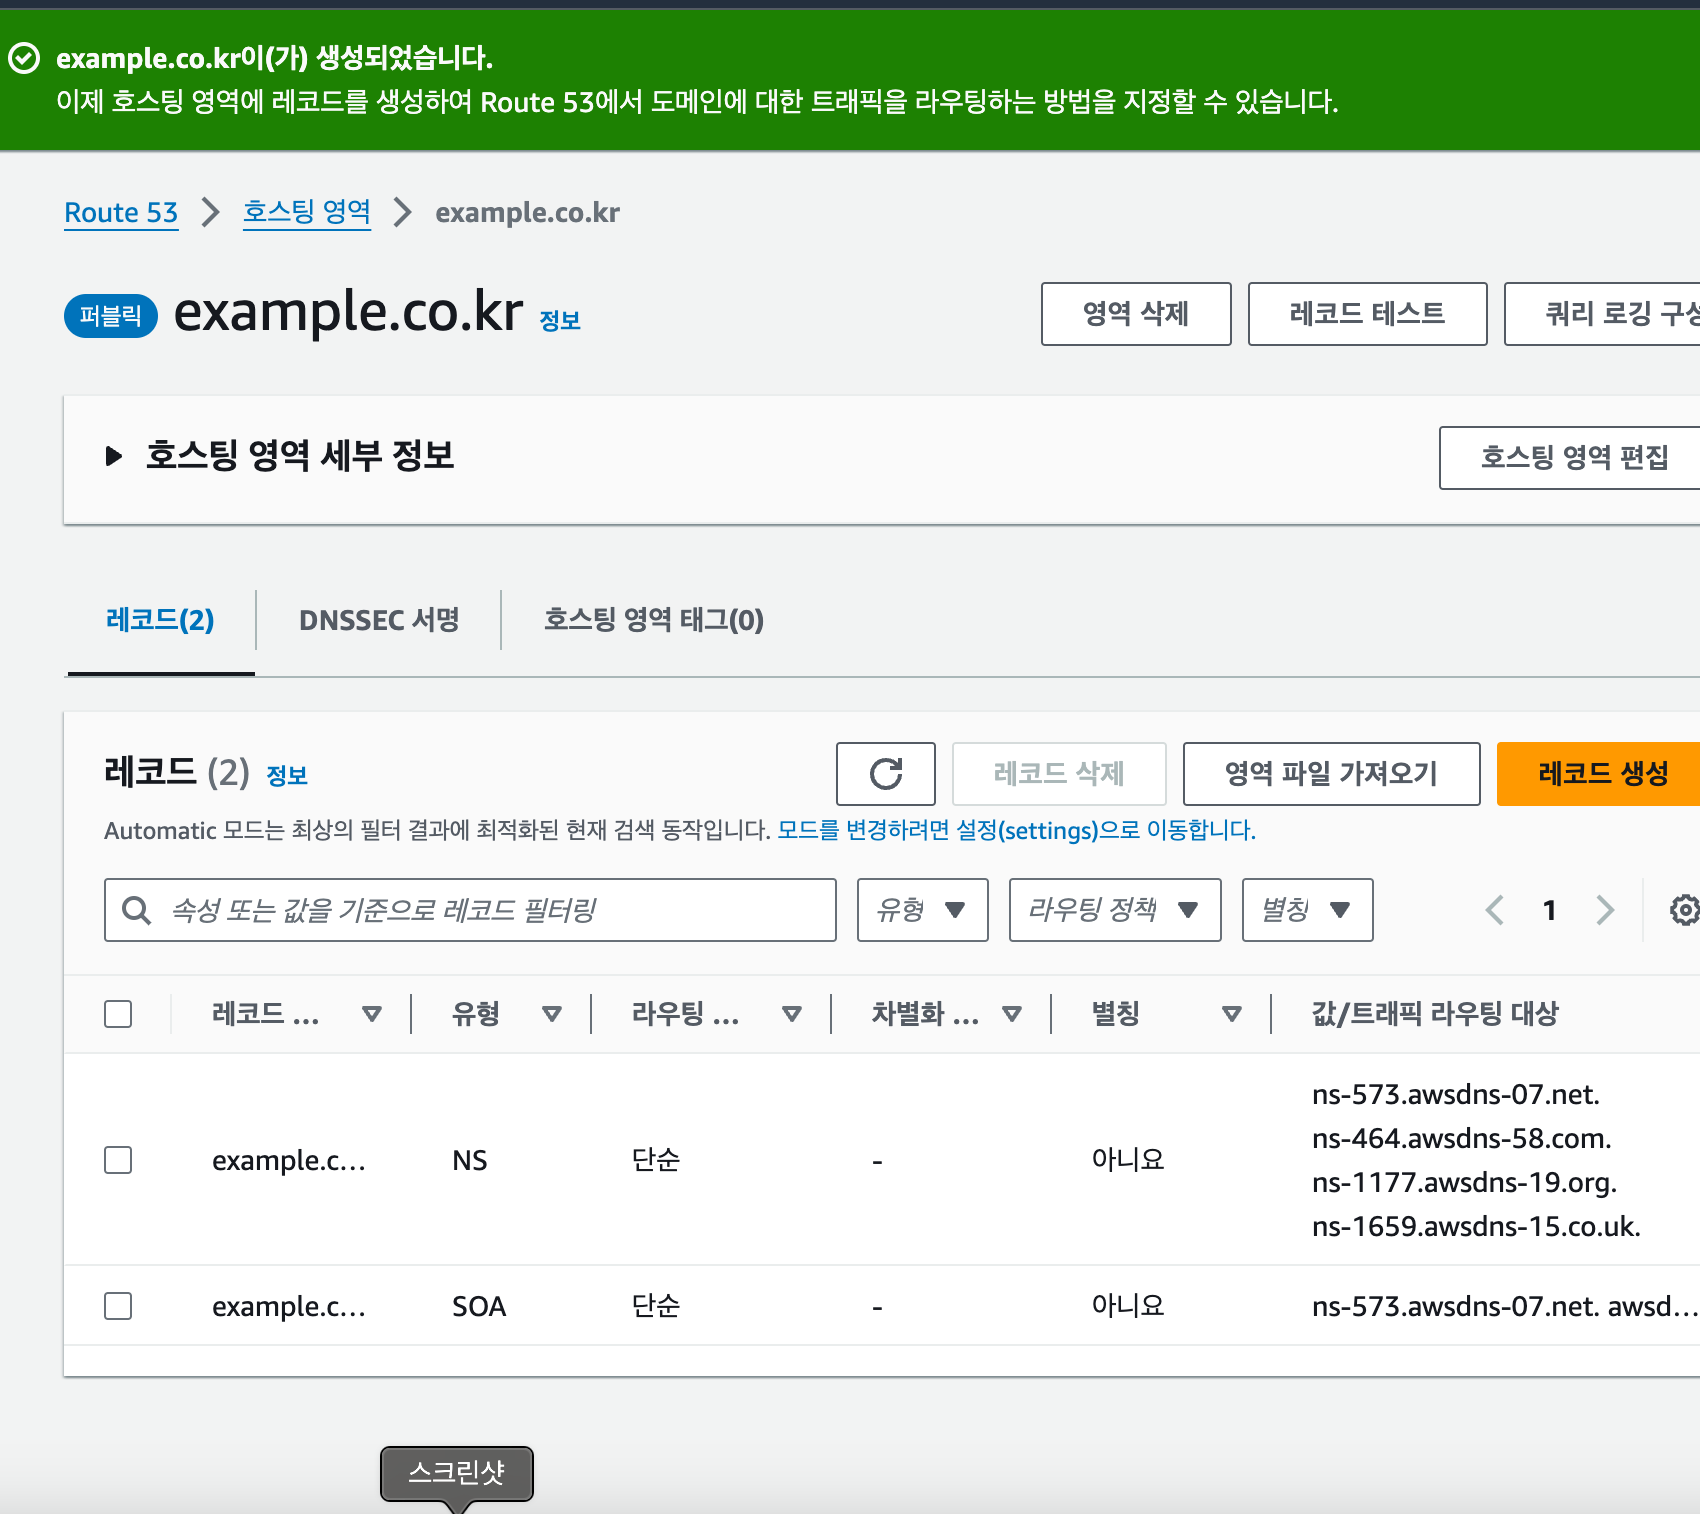 example.co.kr이(가) 생성되었습니다.
이제 호스팅 영역에 레코드를 생성하여 Route 53에서 도메인에 대한 트래픽을 라우팅하는 방법을 지정할 수 있습니다.
Route 53 > 호스팅 영역 > example.co.kr
퍼블릭 example.co.kr 정보
영역 삭제 레코드 테스트 쿼리 로깅 구성
호스팅 영역 세부 정보 호스팅 영역 편집
레코드(2) DNSSEC 서명 호스팅 영역 태그(0)
레코드 (2) 정보 레코드 삭제 영역 파일 가져오기 레코드 생성
Automatic 모드는 최상의 필터 결과에 최적화된 현재 검색 동작입니다. 모드를 변경하려면 설정(settings)으로 이동합니다.
속성 또는 값을 기준으로 레코드 필터링 유형 라우팅 정책 별칭 1
레코드 ... 유형 라우팅 ... 차별화 ... 별칭 값/트래픽 라우팅 대상
ns-573.awsdns-07.net.
ns-464.awsdns-58.com.
example.c... NS 단순 - 아니요
ns-1177.awsdns-19.org.
ns-1659.awsdns-15.co.uk.
example.c... SOA 단순 - 아니요 ns-573.awsdns-07.net. awsd...
스크린샷